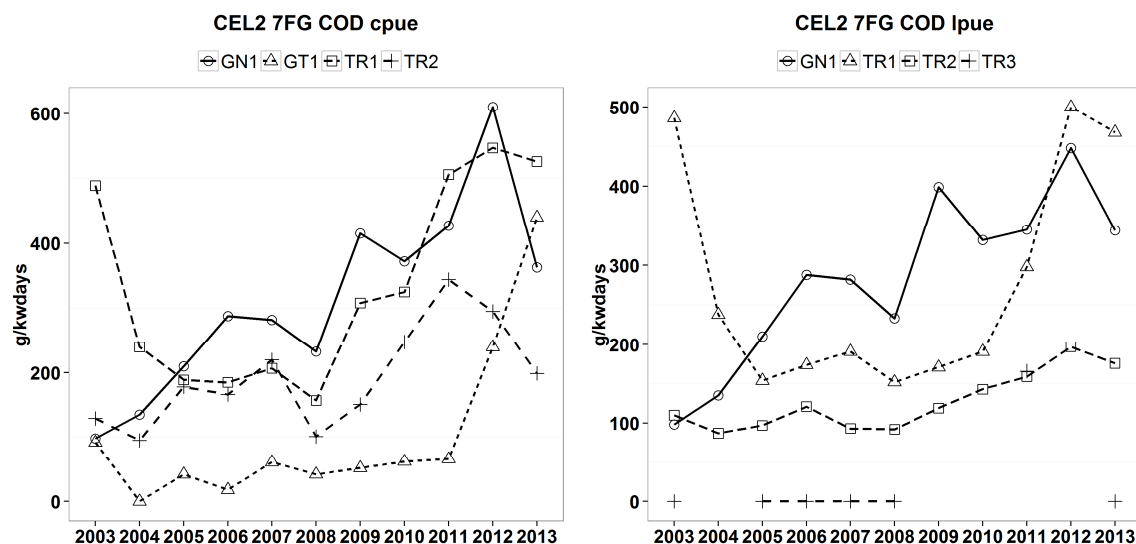 CEL2 7FG COD cpue
GN1 GT1 TR1 TR2
g/kwdays
600
400
200
0
2003 2004 2005 2006 2007 2008 2009 2010 2011 2012 2013
CEL2 7FG COD lpue
GN1 TR1 TR2 TR3
g/kwdays
500
400
300
200
100
0
2003 2004 2005 2006 2007 2008 2009 2010 2011 2012 2013